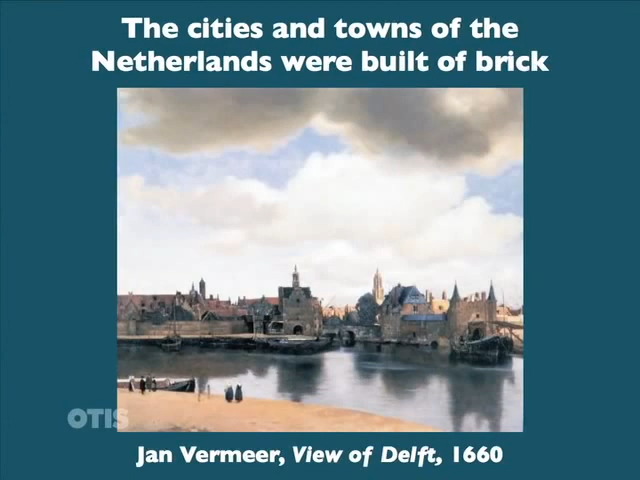 The cities and towns of the
Netherlands were built of brick
OTIS
Jan Vermeer, View of Delft, 1660